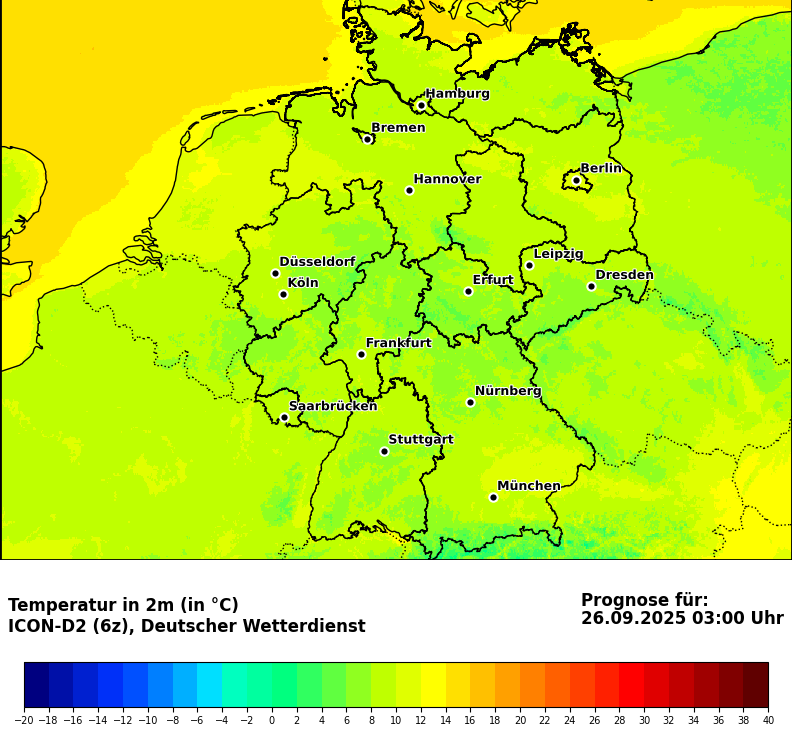 Hamburg
Bremen
Berlin
Hannover
Leipzig
Düsseldorf
Dresden
Köln
Erfurt
Frankfurt
Nürnberg
Saarbrücken
Stuttgart
München
Temperatur in 2m (in °C)
ICON-D2 (6z), Deutscher Wetterdienst
Prognose für:
26.09.2025 03:00 Uhr
−20 −18 −16 −14 −12 −10 −8 −6 −4 −2 0 2 4 6 8 10 12 14 16 18 20 22 24 26 28 30 32 34 36 38 40